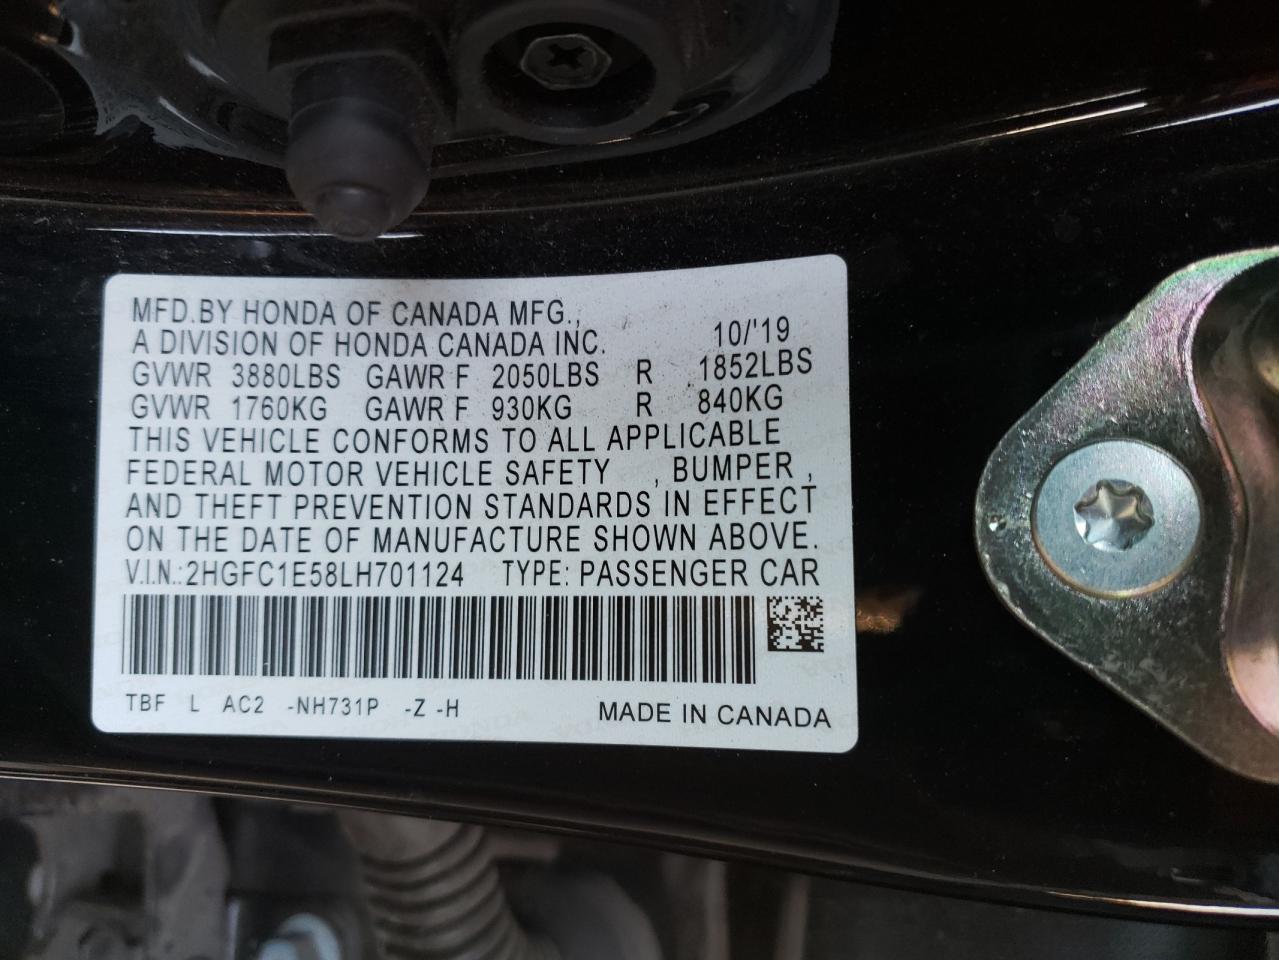 MFD.BY HONDA OF CANADA MFG.,
A DIVISION OF HONDA CANADA INC. 10/'19
GVWR 3880LBS GAWR F 2050LBS R 1852LBS
GVWR 1760KG GAWR F 930KG R 840KG
THIS VEHICLE CONFORMS TO ALL APPLICABLE
FEDERAL MOTOR VEHICLE SAFETY , BUMPER ,
AND THEFT PREVENTION STANDARDS IN EFFECT
ON THE DATE OF MANUFACTURE SHOWN ABOVE.
V.I.N.:2HGFC1E58LH701124 TYPE: PASSENGER CAR
TBF L AC2 -NH731P -Z -H MADE IN CANADA